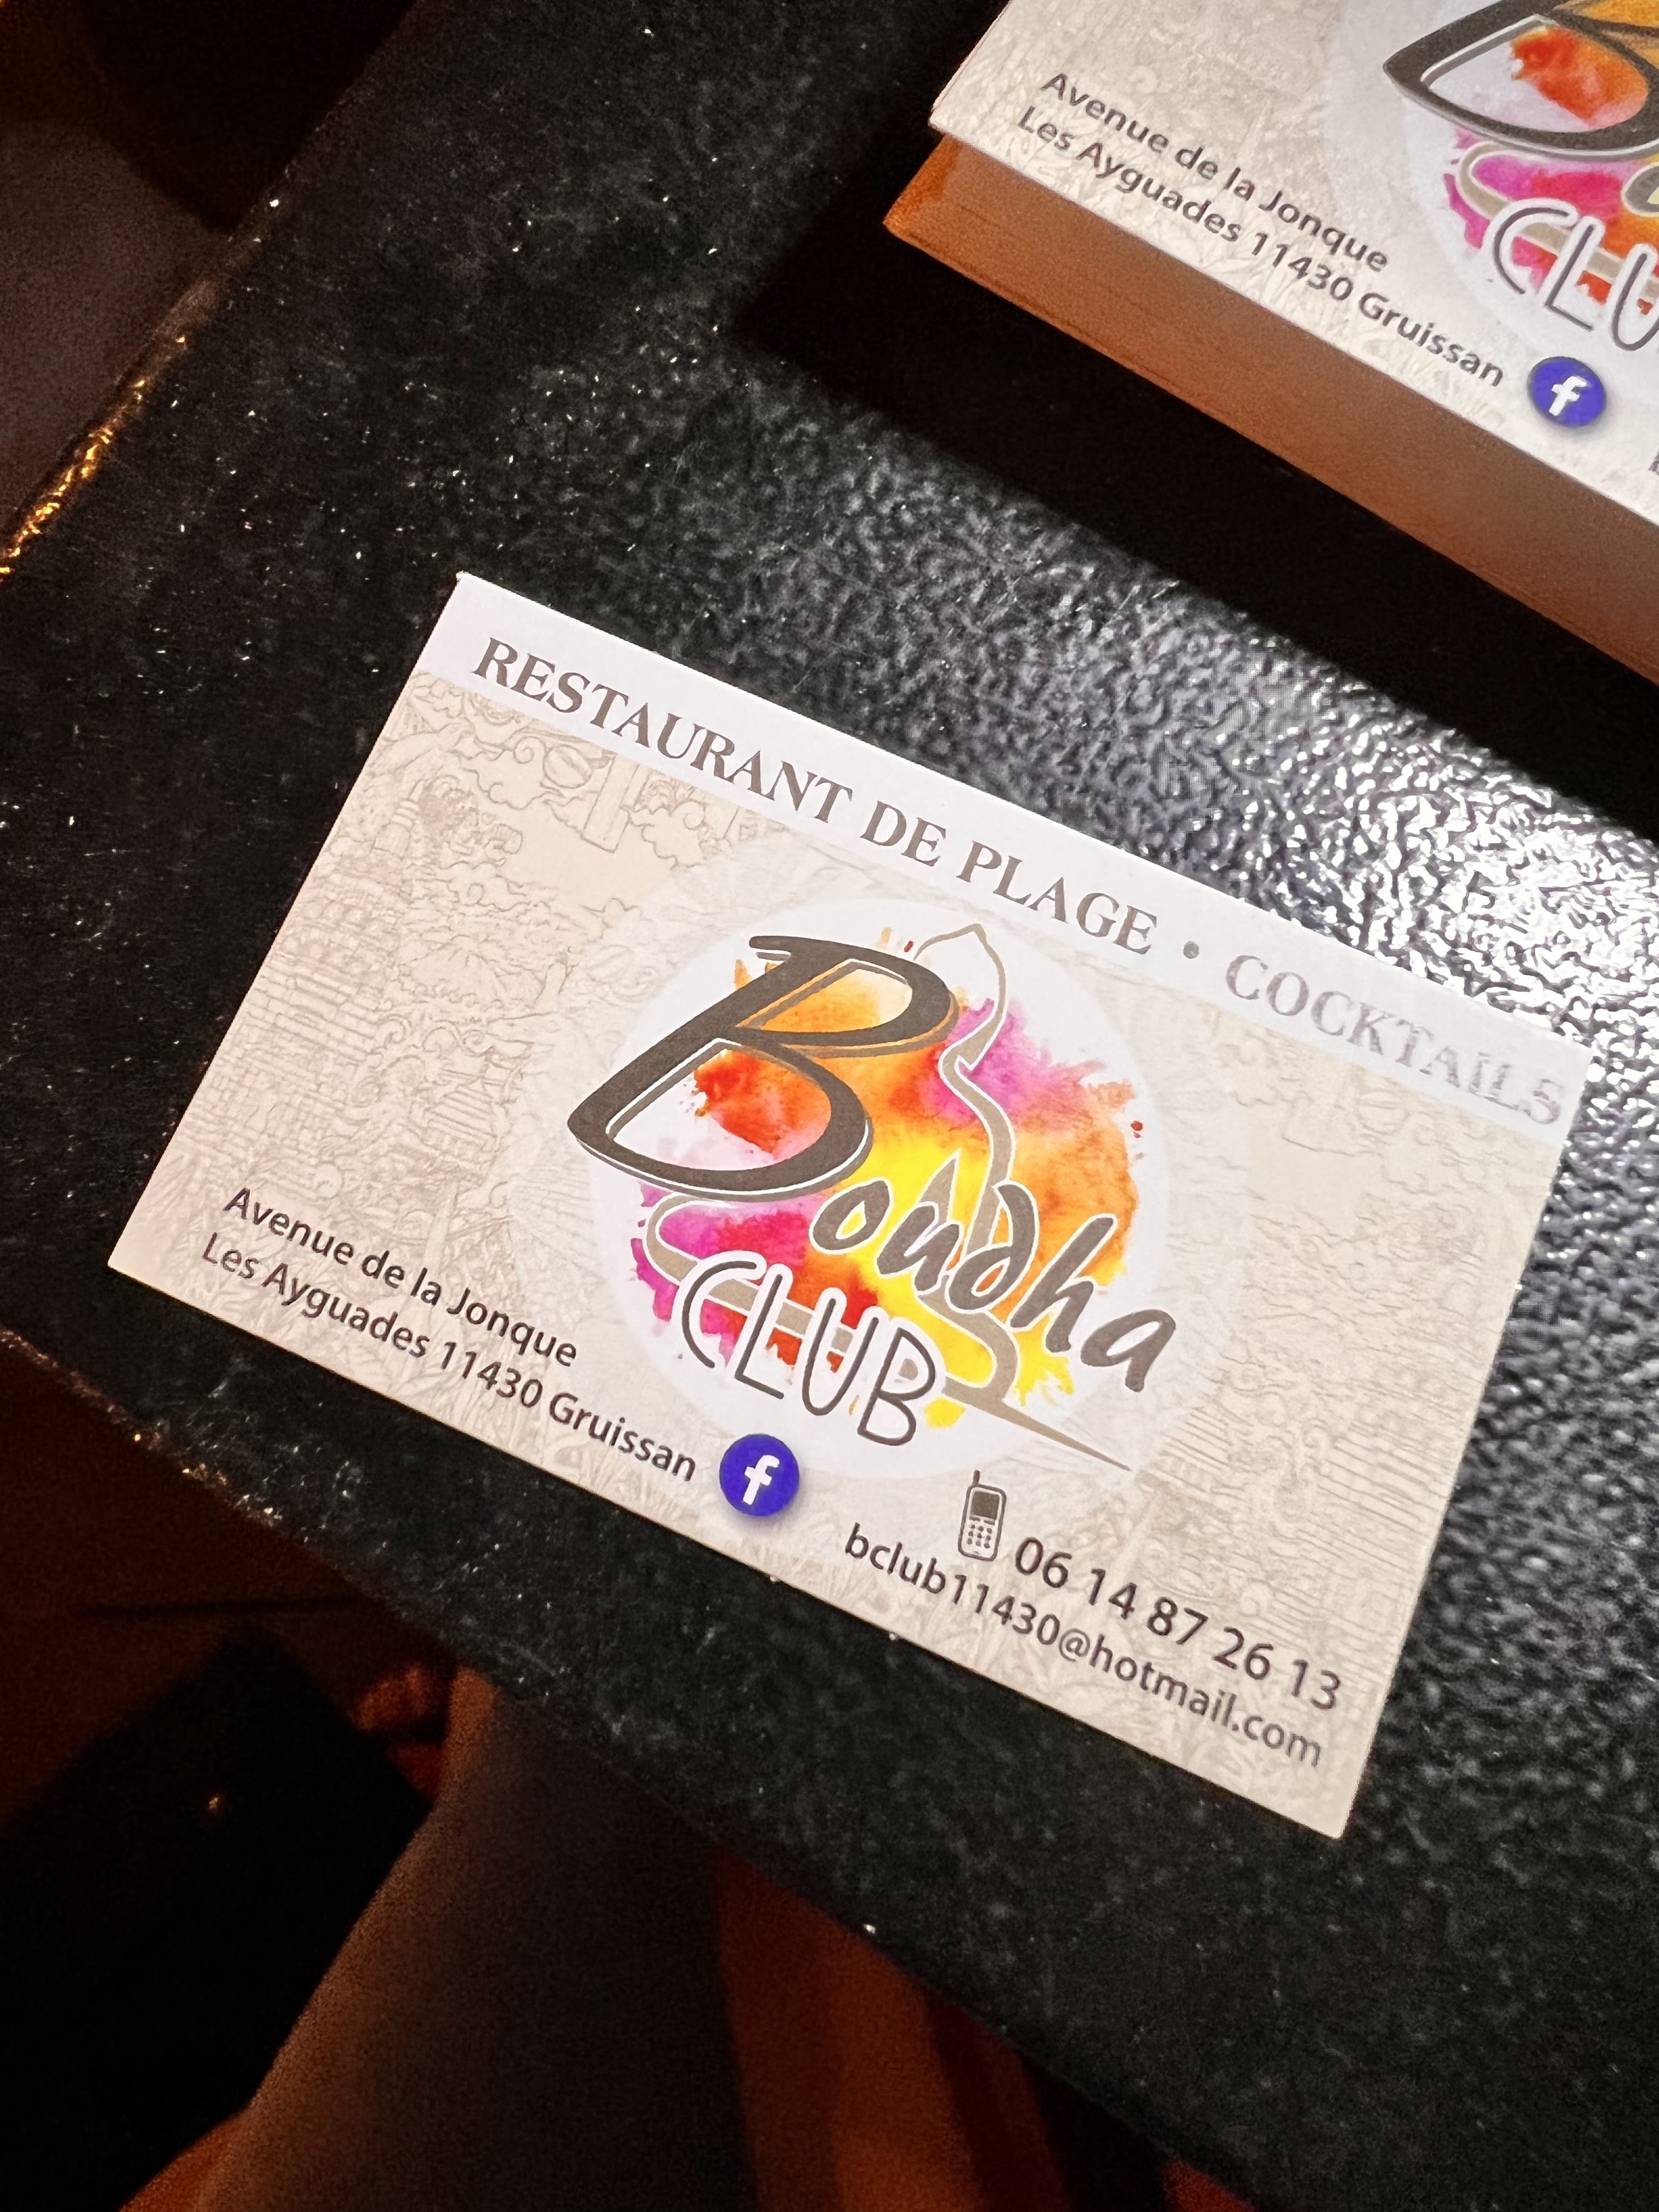 Avenue de la Jonque
Les Ayguades 11430 Gruissan
f
RESTAURANT DE PLAGE • COCKTAILS
Boudha
CLUB
Avenue de la Jonque
Les Ayguades 11430 Gruissan
f
06 14 87 26 13
bclub11430@hotmail.com